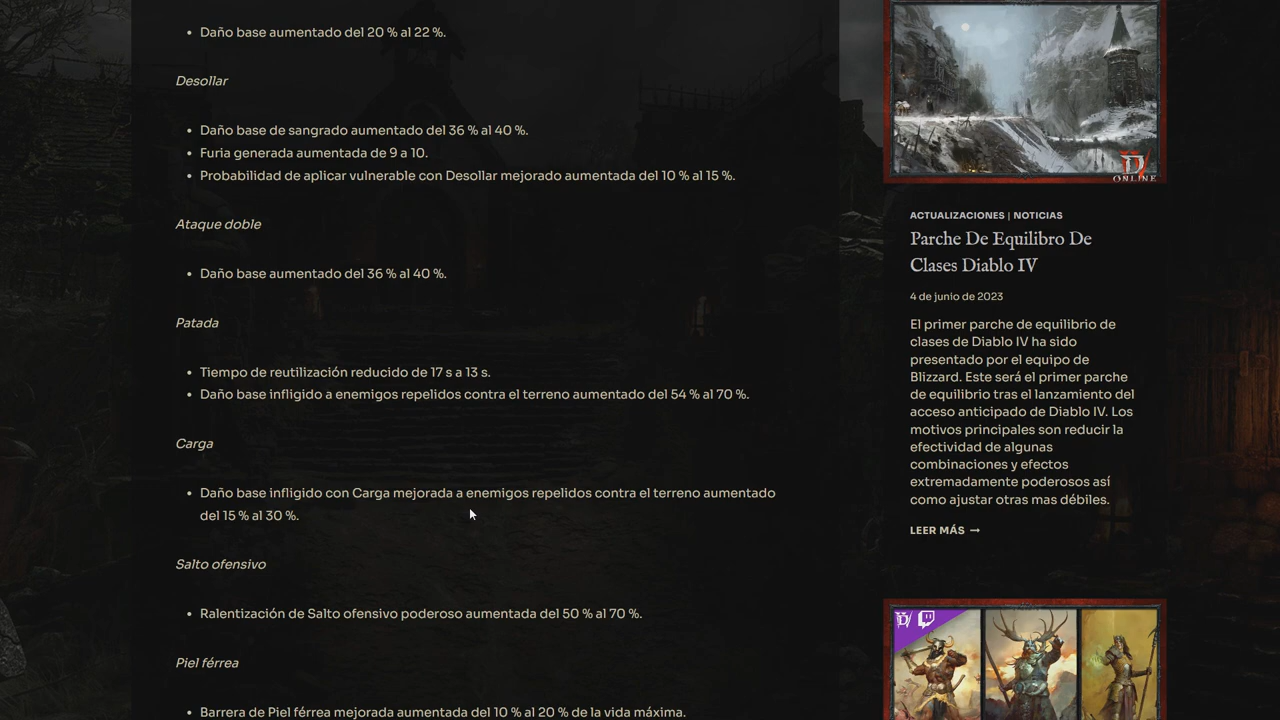 Daño base aumentado del 20 % al 22 %.
Desollar
Daño base de sangrado aumentado del 36 % al 40 %.
Furia generada aumentada de 9 a 10.
Probabilidad de aplicar vulnerable con Desollar mejorado aumentada del 10 % al 15 %.
Ataque doble
Daño base aumentado del 36 % al 40 %.
Patada
Tiempo de reutilización reducido de 17 s a 13 s.
Daño base infligido a enemigos repelidos contra el terreno aumentado del 54 % al 70 %.
Carga
Daño base infligido con Carga mejorada a enemigos repelidos contra el terreno aumentado
del 15 % al 30 %.
Salto ofensivo
Ralentización de Salto ofensivo poderoso aumentada del 50 % al 70 %.
Piel férrea
Barrera de Piel férrea mejorada aumentada del 10 % al 20 % de la vida máxima.
ONLINE
ACTUALIZACIONES | NOTICIAS
Parche De Equilibro De
Clases Diablo IV
4 de junio de 2023
El primer parche de equilibrio de
clases de Diablo IV ha sido
presentado por el equipo de
Blizzard. Este será el primer parche
de equilibrio tras el lanzamiento del
acceso anticipado de Diablo IV. Los
motivos principales son reducir la
efectividad de algunas
combinaciones y efectos
extremadamente poderosos así
como ajustar otras mas débiles.
LEER MÁS →